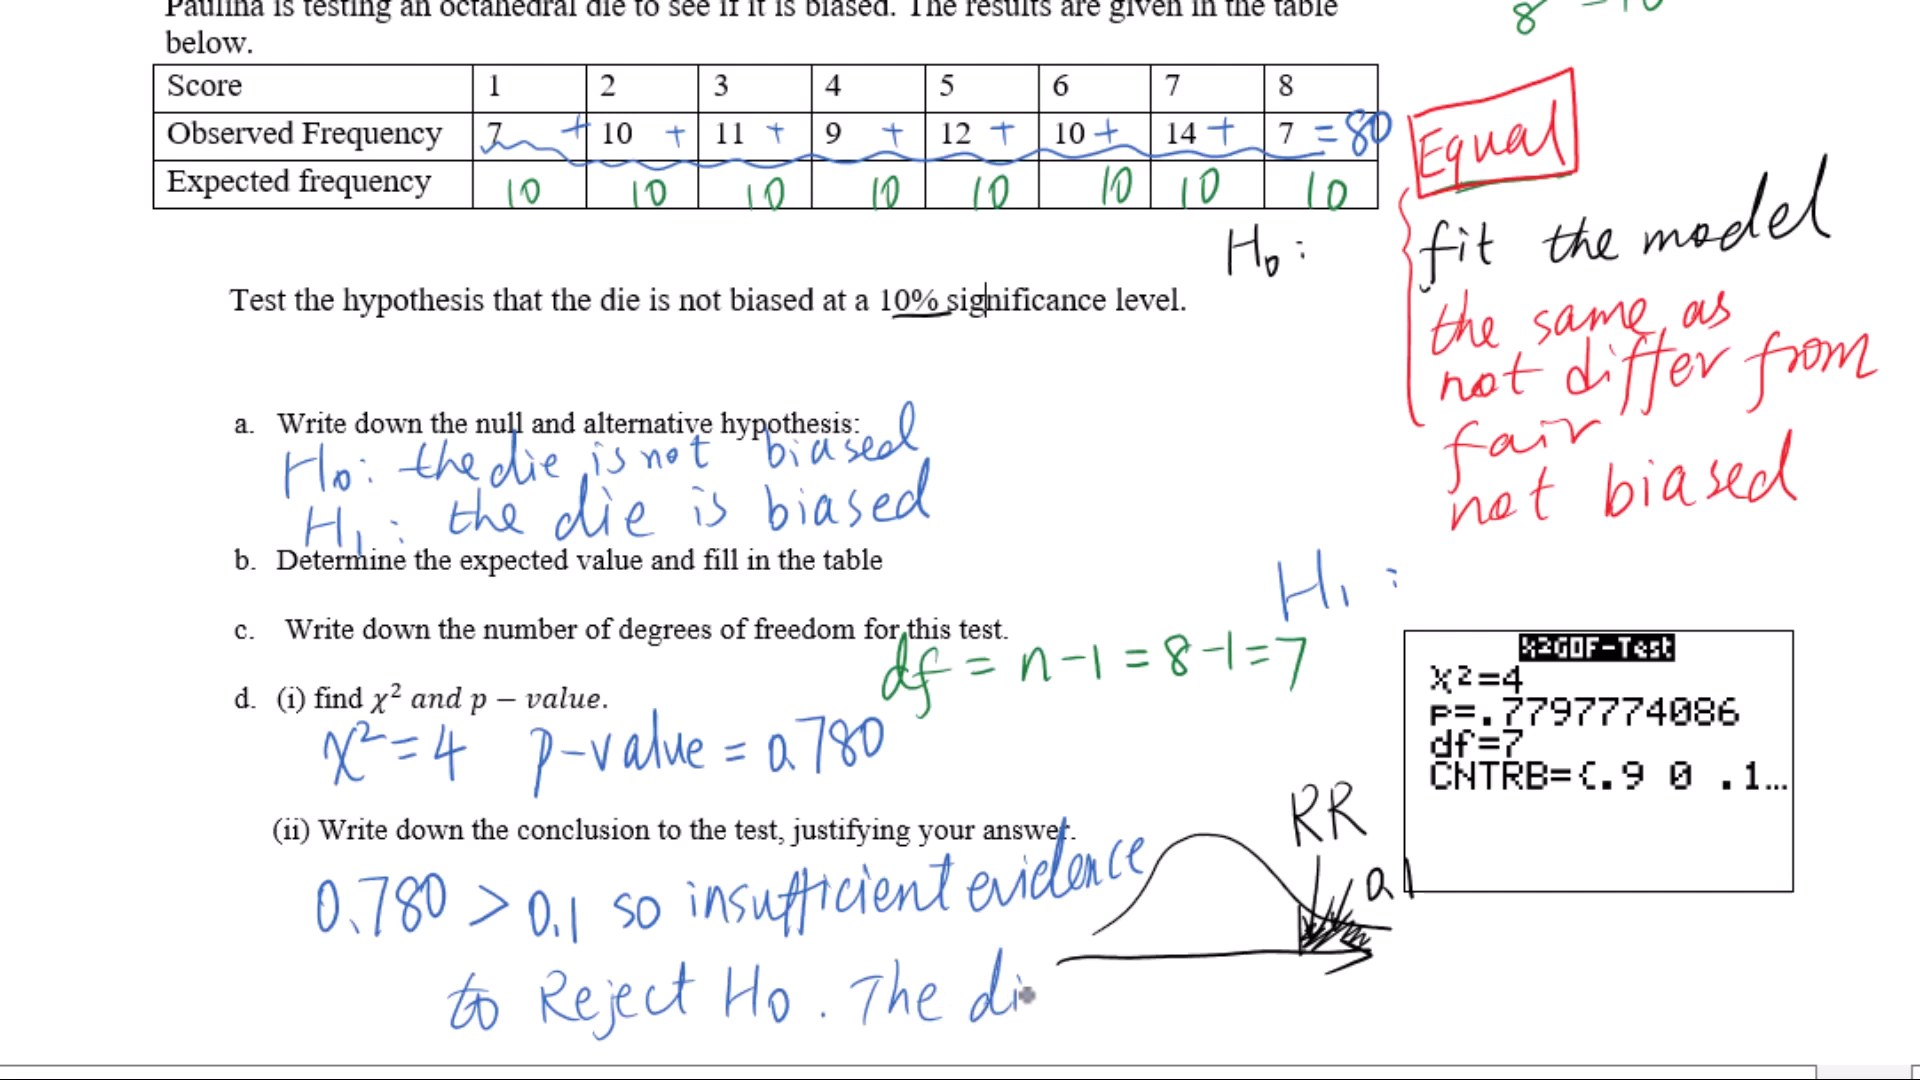 Paulina is testing an octahedral die to see if it is biased. The results are given in the table
below.
8
Score 1 2 3 4 5 6 7 8
Observed Frequency 7 + 10 + 11 + 9 + 12 + 10 + 14 + 7 = 80
Expected frequency 10 10 10 10 10 10 10 10
Equal
H0 : fit the model
the same as
not differ from
fair
not biased
Test the hypothesis that the die is not biased at a 10% significance level.
a. Write down the null and alternative hypothesis:
H0: the die is not biased
H1 : the die is biased
b. Determine the expected value and fill in the table
H1 :
c. Write down the number of degrees of freedom for this test.
df = n-1 = 8-1=7
d. (i) find χ² and p – value.
χ²=4 p-value = 0.780
X²GOF-Test
X²=4
P=.7797774086
df=7
CNTRB={.9 0 .1...
(ii) Write down the conclusion to the test, justifying your answer.
RR
0.1
0.780 > 0.1 so insufficient evidence
to Reject H0. The di